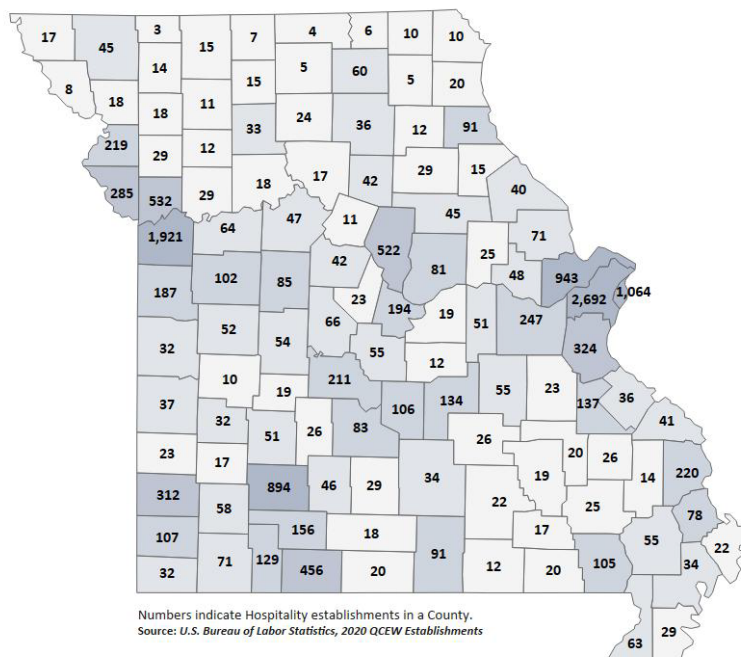 3 7 4 6 10 10
17 45 15
14 5 60 5 20
8 18 15
18 11 24 36 12 91
219 33
29 12 29 15
285 532 29 18 17 42 40
1,921 64 47 11 45 71
522 25
102 85 42 81 48 943
187 23 194 2,692 1,064
52 54 66 19 51 247
32 55 324
10 19 211 12
37 106 134 55 23 137 36
32 51 26 83 41
23 17 26 20 26 220
312 894 46 29 34 19 14
58 22 25 78
107 156 18 17 55 22
32 71 129 456 20 91 12 20 105 34
Numbers indicate Hospitality establishments in a County.
Source: U.S. Bureau of Labor Statistics, 2020 QCEW Establishments
63 29